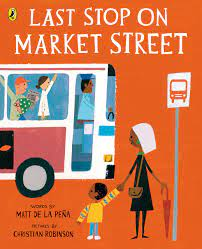 LAST STOP ON
MARKET STREET
WORDS BY
MATT DE LA PEÑA
PICTURES BY
CHRISTIAN ROBINSON